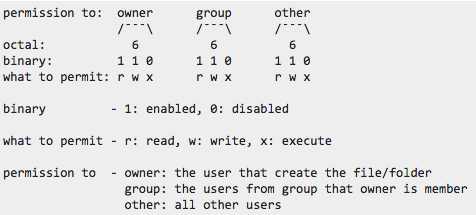 permission to:  owner      group      other
                /---\      /---\      /---\
octal:            6          6          6
binary:         1 1 0      1 1 0      1 1 0
what to permit: r w x      r w x      r w x
binary         - 1: enabled, 0: disabled
what to permit - r: read, w: write, x: execute
permission to  - owner: the user that create the file/folder
                 group: the users from group that owner is member
                 other: all other users